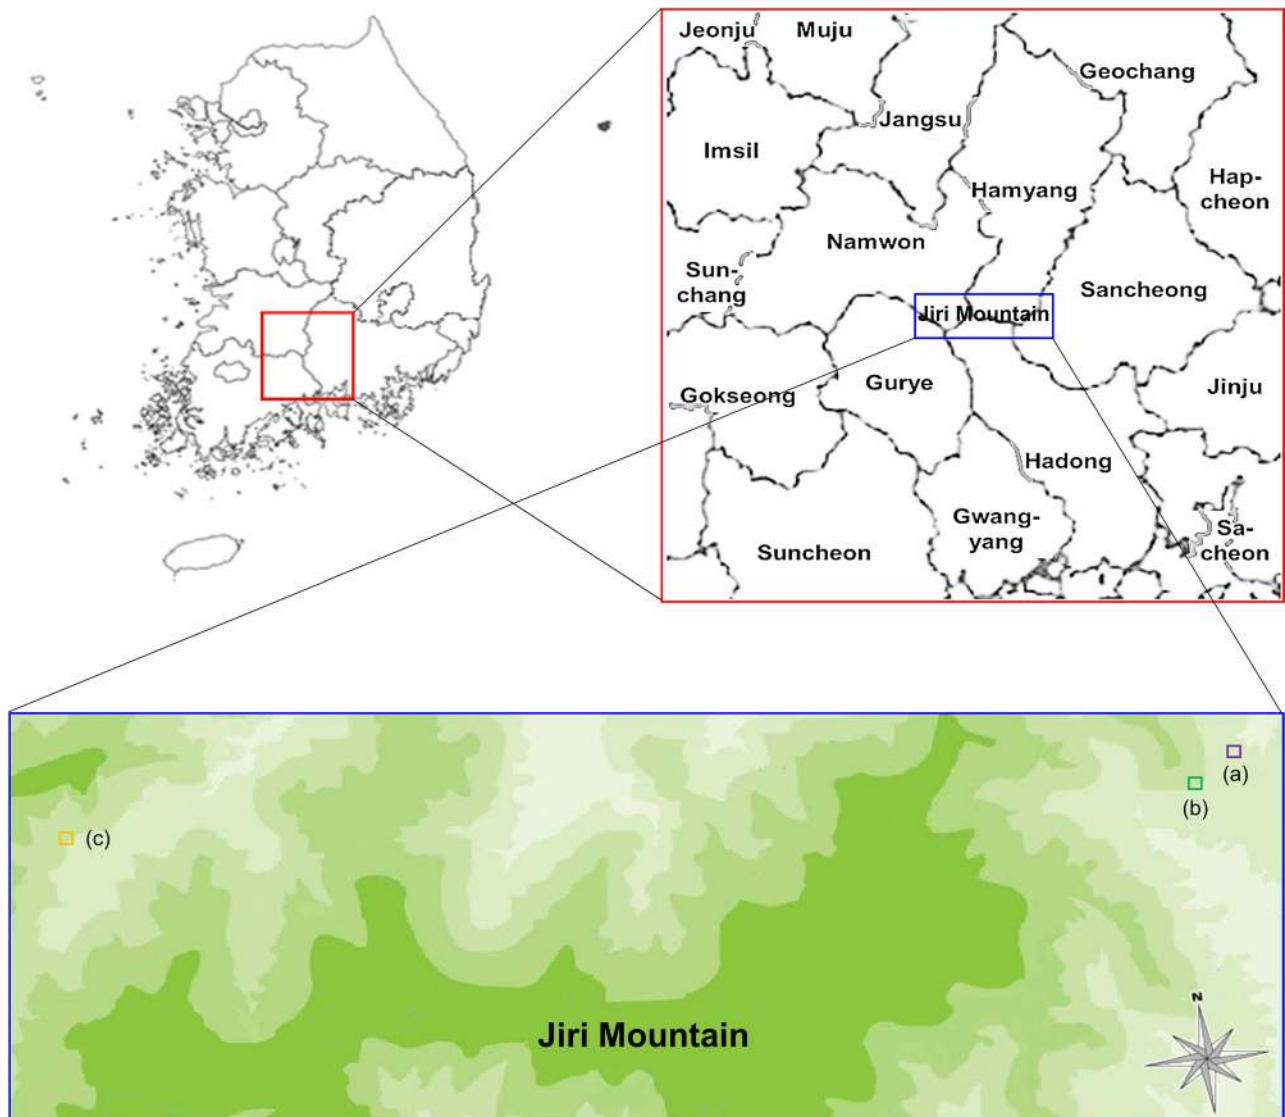 Jeonju
Muju
Geochang
Jangsu
Imsil
Hamyang
Hap-
cheon
Namwon
Sun-
chang
Sancheong
Jiri Mountain
Gurye
Jinju
Gokseong
Hadong
Gwang-
yang
Sa-
cheon
Suncheon
(a)
(b)
(c)
N
Jiri Mountain